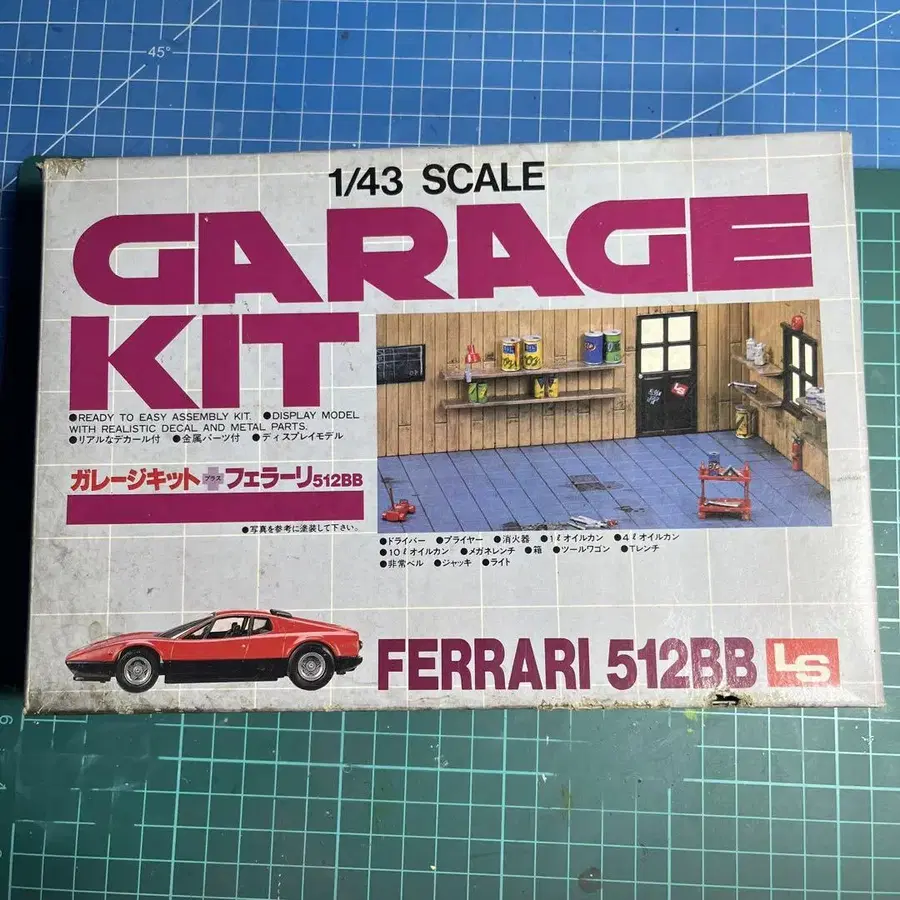 45°
1/43 SCALE
GARAGE
KIT
●READY TO EASY ASSEMBLY KIT. ●DISPLAY MODEL
WITH REALISTIC DECAL AND METAL PARTS.
●リアルなデカール付 ●金属パーツ付 ●ディスプレイモデル
ガレージキット プラス フェラーリ512BB
●写真を参考に塗装して下さい。
●ドライバー ●プライヤー ●消火器 ●1ℓオイルカン ●4ℓオイルカン
●10ℓオイルカン ●メガネレンチ ●箱 ●ツールワゴン ●Tレンチ
●非常ベル ●ジャッキ ●ライト
FERRARI 512BB LS